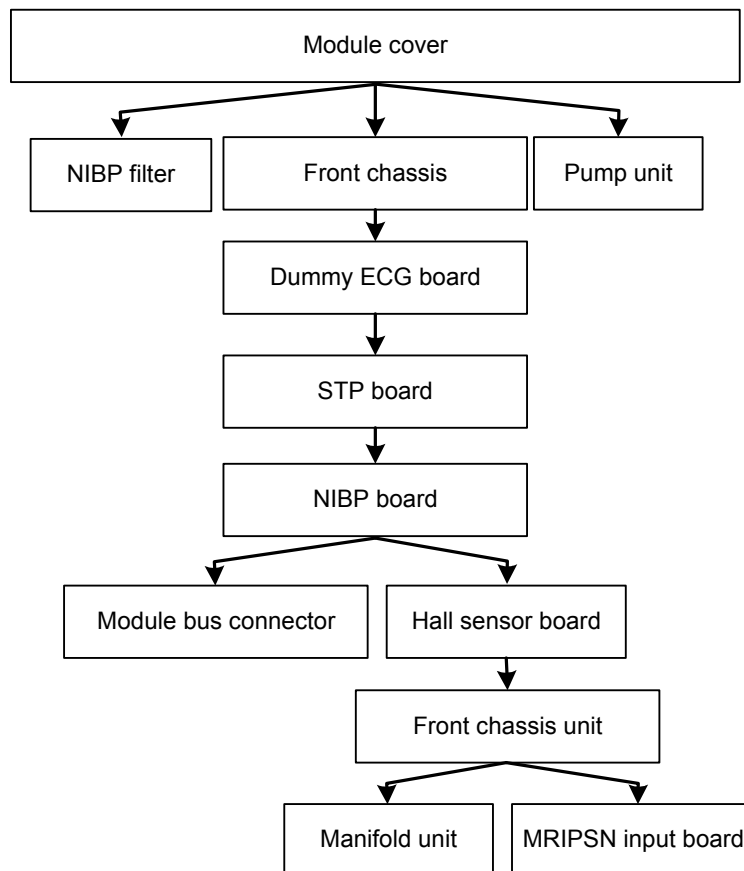 Module cover
NIBP filter
Front chassis
Pump unit
Dummy ECG board
STP board
NIBP board
Module bus connector
Hall sensor board
Front chassis unit
Manifold unit
MRIPSN input board